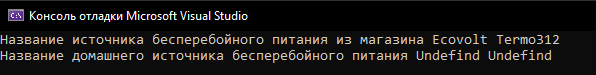 Консоль отладки Microsoft Visual Studio
Название источника бесперебойного питания из магазина Ecovolt Termo312
Название домашнего источника бесперебойного питания Undefind Undefind